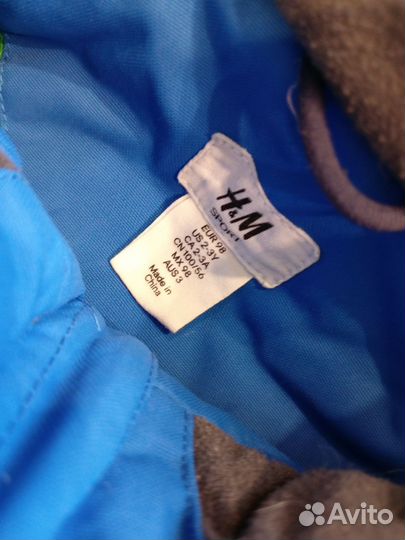 H&M
SPORT
EUR 98
US 2-3Y
CA 2-3A
CN 100/56
MX 98
AUS 3
Made in
China
Avito